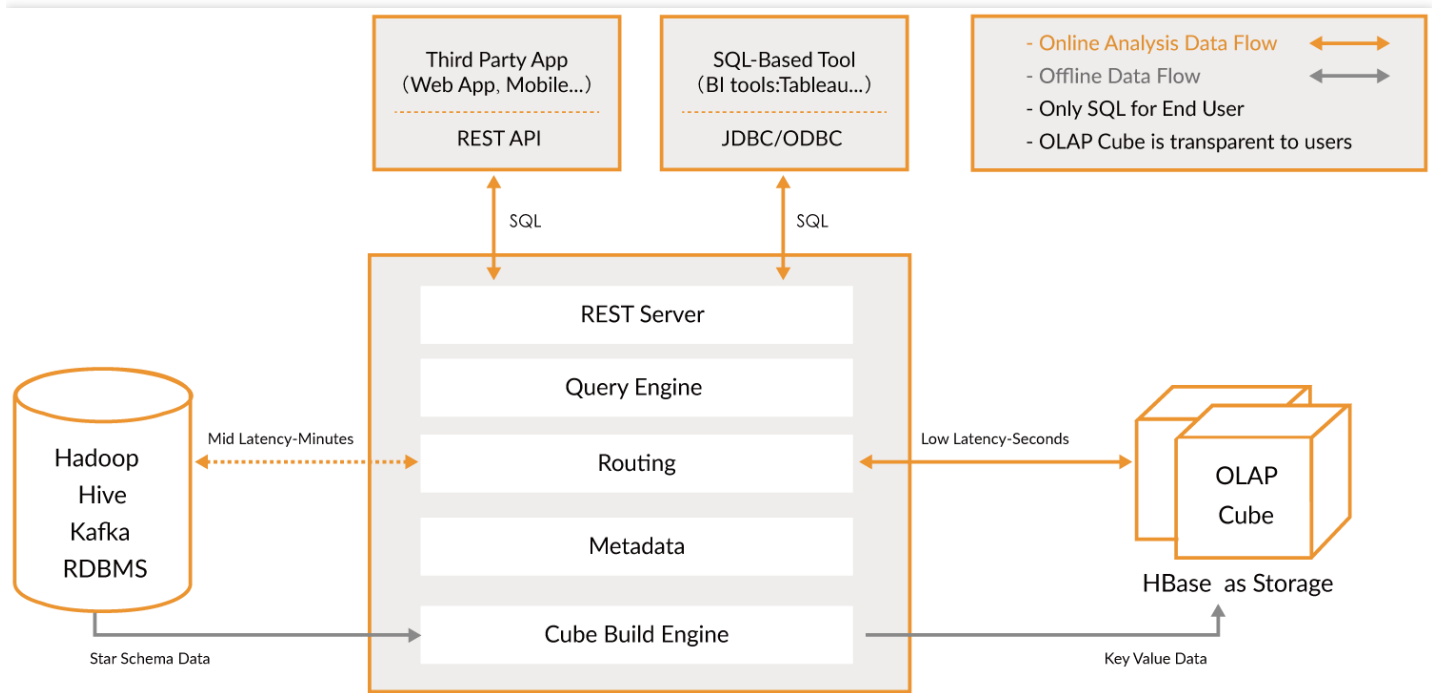 Third Party App
（Web App, Mobile...）
REST API
SQL-Based Tool
（BI tools:Tableau...）
JDBC/ODBC
- Online Analysis Data Flow
- Offline Data Flow
- Only SQL for End User
- OLAP Cube is transparent to users
SQL
SQL
REST Server
Query Engine
Routing
Metadata
Cube Build Engine
Mid Latency-Minutes
Low Latency-Seconds
Hadoop
Hive
Kafka
RDBMS
OLAP
Cube
HBase as Storage
Star Schema Data
Key Value Data